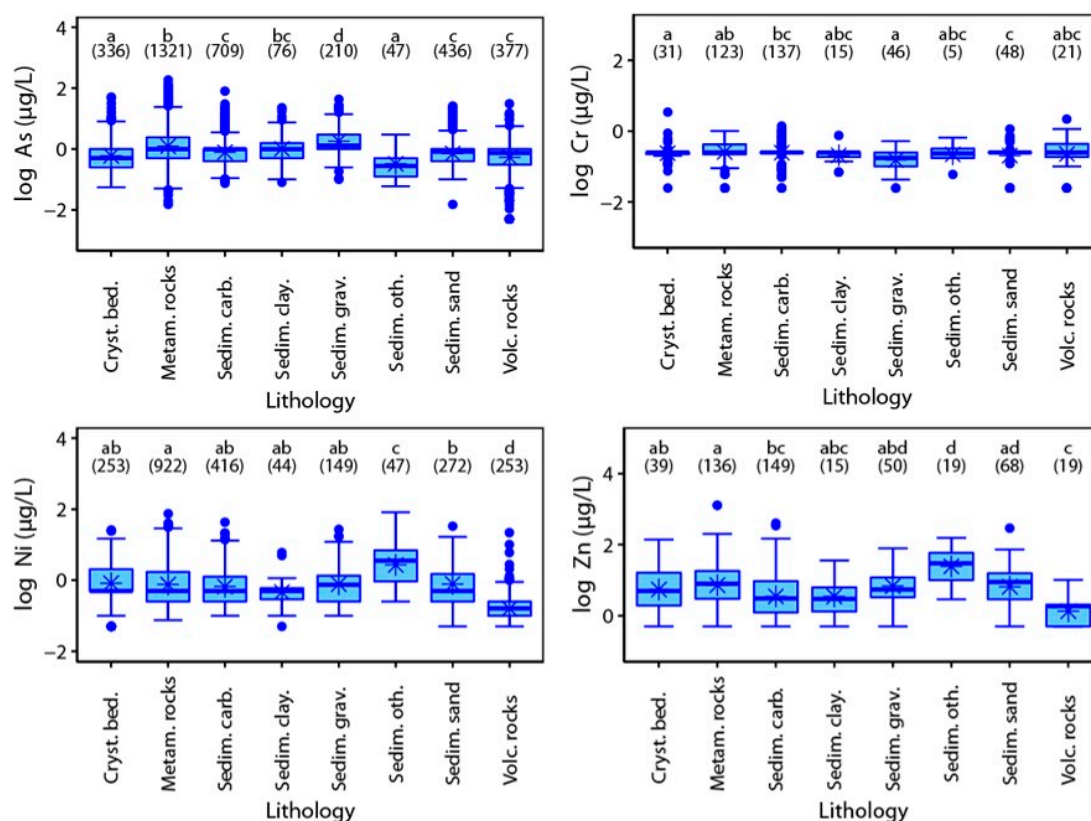 log As (µg/L)
4
2
0
−2
a b c bc d a c c
(336) (1321) (709) (76) (210) (47) (436) (377)
Cryst. bed.
Metam. rocks
Sedim. carb.
Sedim. clay.
Sedim. grav.
Sedim. oth.
Sedim. sand
Volc. rocks
Lithology
log Cr (µg/L)
2
−0
−2
a ab bc abc a abc c abc
(31) (123) (137) (15) (46) (5) (48) (21)
Cryst. bed.
Metam. rocks
Sedim. carb.
Sedim. clay.
Sedim. grav.
Sedim. oth.
Sedim. sand
Volc. rocks
Lithology
log Ni (µg/L)
4
2
0
−2
ab a ab ab ab c b d
(253) (922) (416) (44) (149) (47) (272) (253)
Cryst. bed.
Metam. rocks
Sedim. carb.
Sedim. clay.
Sedim. grav.
Sedim. oth.
Sedim. sand
Volc. rocks
Lithology
log Zn (µg/L)
4
2
0
ab a bc abc abd d ad c
(39) (136) (149) (15) (50) (19) (68) (19)
Cryst. bed.
Metam. rocks
Sedim. carb.
Sedim. clay.
Sedim. grav.
Sedim. oth.
Sedim. sand
Volc. rocks
Lithology